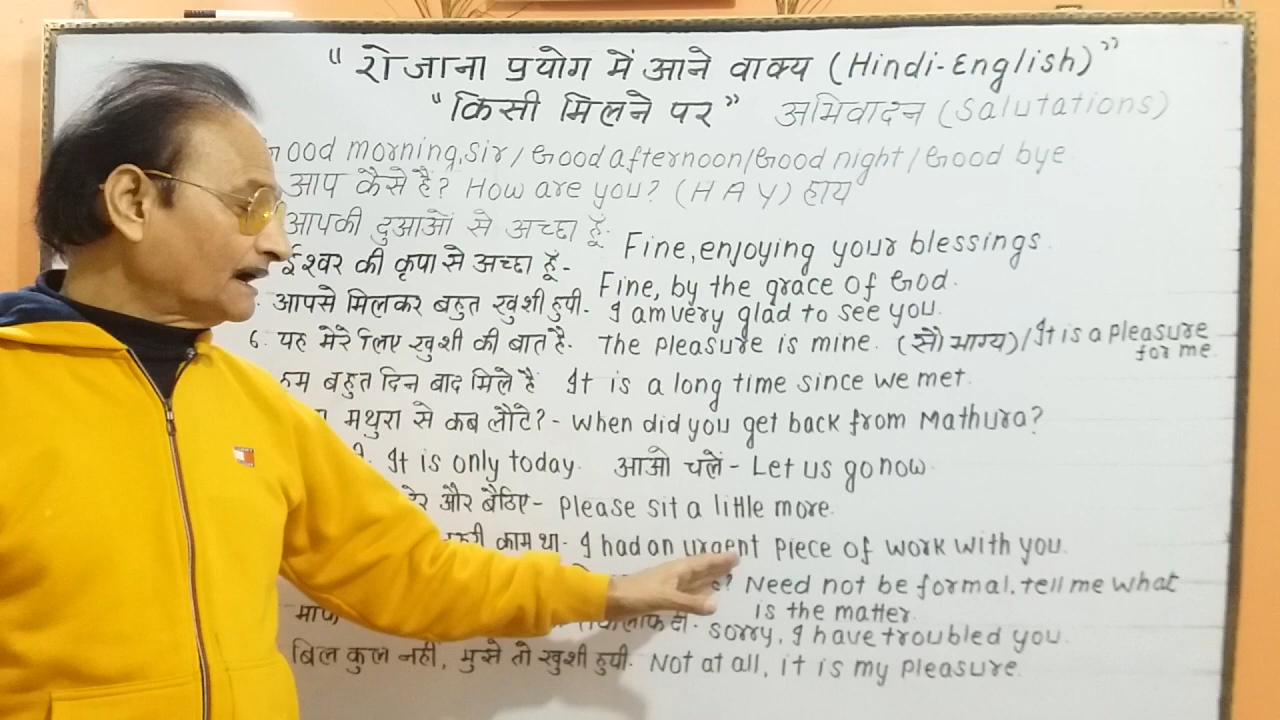 “रोजाना प्रयोग में आने वाक्य (Hindi-English)”
“किसी मिलने पर” अभिवादन (Salutations)
Good morning, Sir / Good afternoon / Good night / Good bye
आप कैसे हैं? How are you? (H A Y) हाय
आपकी दुआओं से अच्छा हूँ. Fine, enjoying your blessings.
ईश्वर की कृपा से अच्छा हूँ - Fine, by the grace of God.
आपसे मिलकर बहुत खुशी हुयी. I am very glad to see you.
6. यह मेरे लिए खुशी की बात है. The pleasure is mine. (सौभाग्य) / It is a pleasure for me.
हम बहुत दिन बाद मिले हैं It is a long time since we met.
मथुरा से कब लौटे? - When did you get back from Mathura?
It is only today. आओ चलें - Let us go now.
और बैठिए - Please sit a little more.
काम था - I had an urgent piece of work with you.
? Need not be formal. tell me what is the matter.
दी. Sorry, I have troubled you.
बिल कुल नही, मुझे तो खुशी हुयी. Not at all, it is my pleasure.